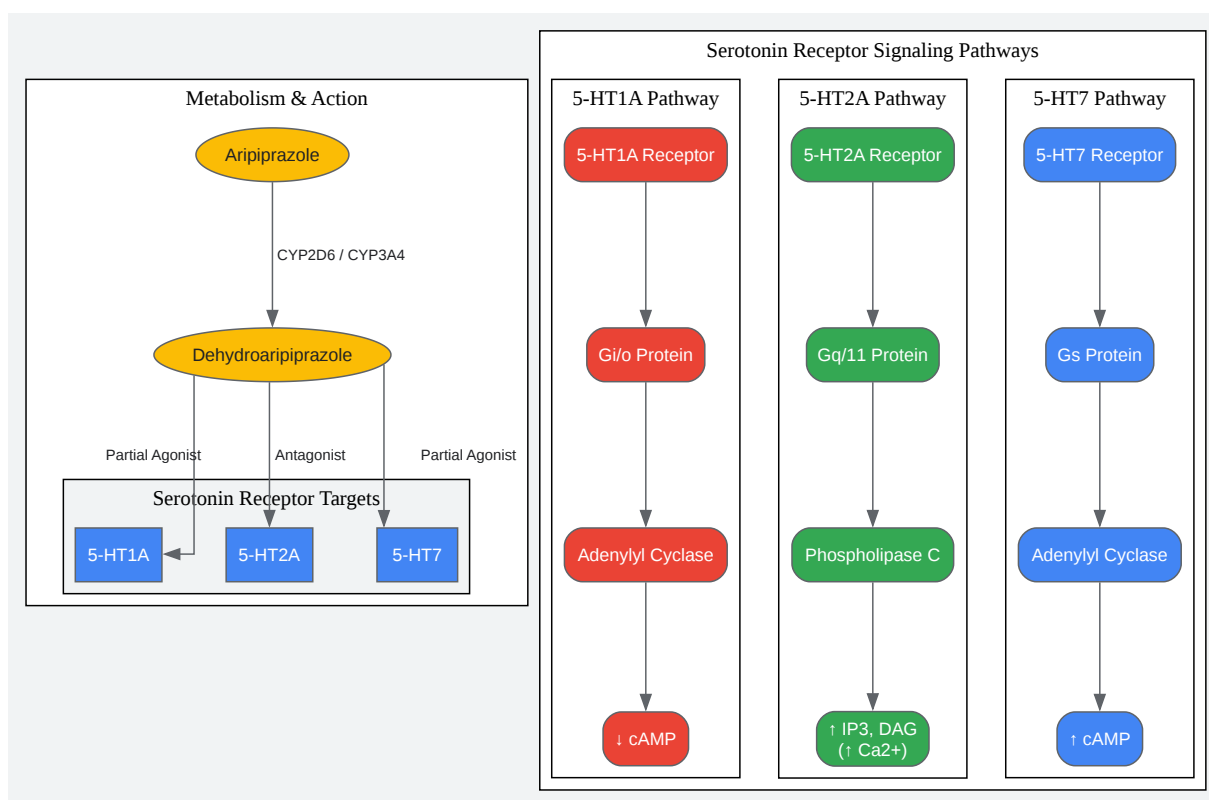 Metabolism & Action
Aripiprazole
CYP2D6 / CYP3A4
Dehydroaripiprazole
Partial Agonist
Antagonist
Partial Agonist
Serotonin Receptor Targets
5-HT1A
5-HT2A
5-HT7
Serotonin Receptor Signaling Pathways
5-HT1A Pathway
5-HT1A Receptor
Gi/o Protein
Adenylyl Cyclase
↓ cAMP
5-HT2A Pathway
5-HT2A Receptor
Gq/11 Protein
Phospholipase C
↑ IP3, DAG
(↑ Ca2+)
5-HT7 Pathway
5-HT7 Receptor
Gs Protein
Adenylyl Cyclase
↑ cAMP